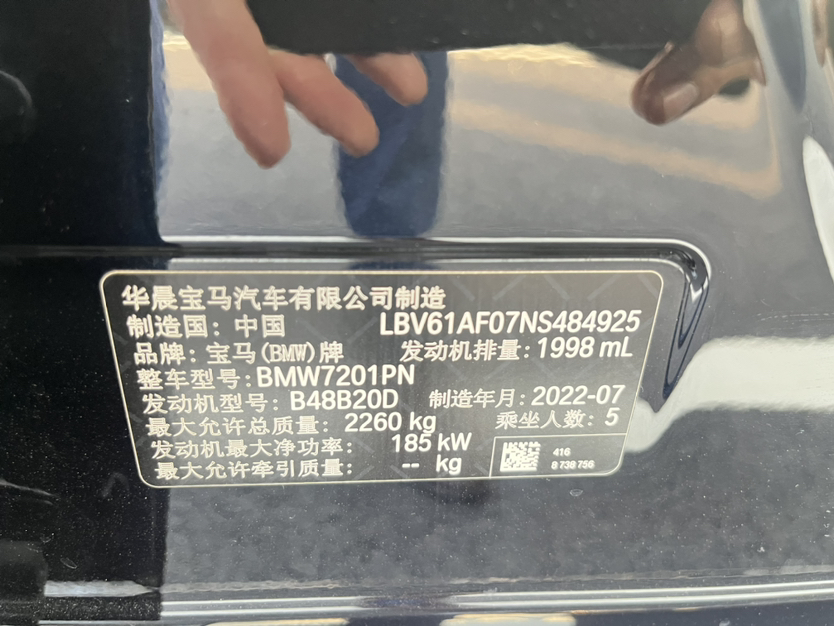 华晨宝马汽车有限公司制造
制造国：中国 LBV61AF07NS484925
品牌：宝马(BMW)牌 发动机排量：1998 mL
整车型号：BMW7201PN
发动机型号：B48B20D 制造年月：2022-07
最大允许总质量：2260 kg 乘坐人数：5
发动机最大净功率：185 kW
最大允许牵引质量：-- kg
416
8 738 756